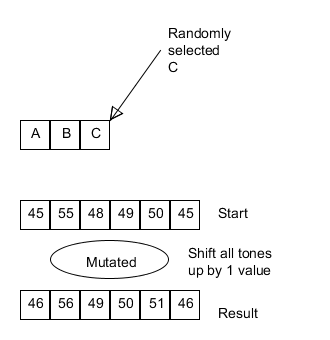 Randomly
selected
C
A B C
45 55 48 49 50 45 Start
Mutated
Shift all tones
up by 1 value
46 56 49 50 51 46 Result